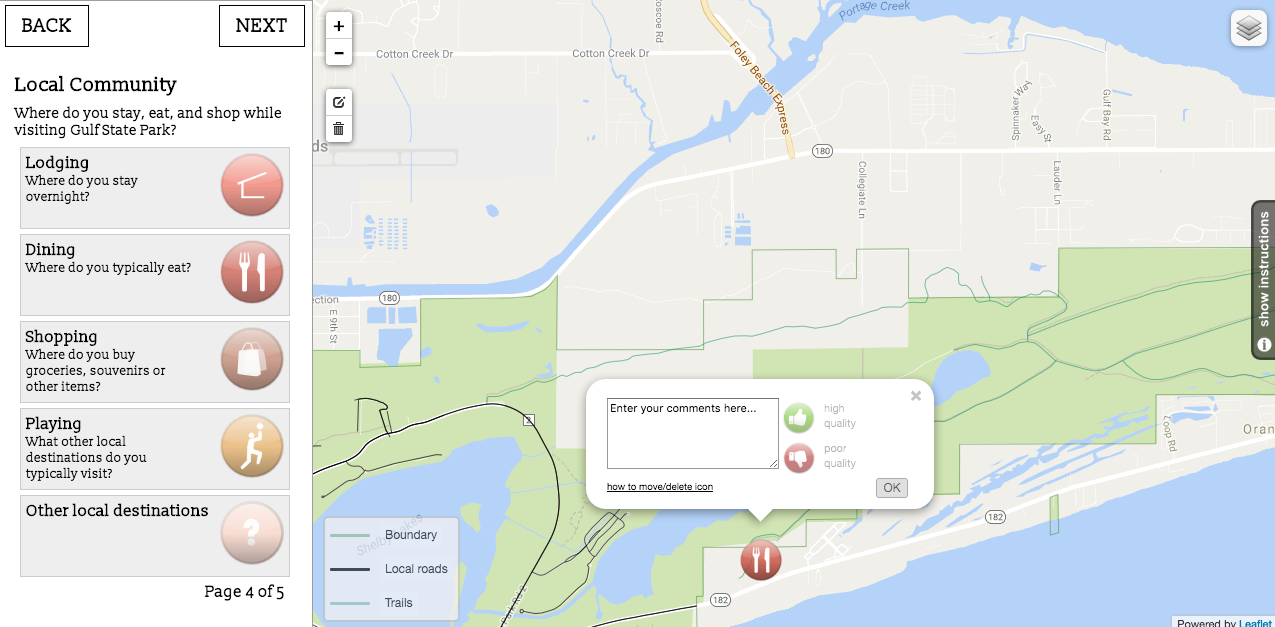 BACK
NEXT
Local Community
Where do you stay, eat, and shop while
visiting Gulf State Park?
Lodging
Where do you stay
overnight?
Dining
Where do you typically eat?
Shopping
Where do you buy
groceries, souvenirs or
other items?
Playing
What other local
destinations do you
typically visit?
Other local destinations
?
Page 4 of 5
+
−
Portage Creek
Cotton Creek Dr
Cotton Creek Dr
Foley Beach Express
180
Spinnaker Way
Easy St
Gulf Bay Rd
Collegiate Ln
Lauder Ln
ds
180
ection
E 9th St
show instructions
i
2
Enter your comments here...
high
quality
poor
quality
how to move/delete icon
OK
Loop Rd
Oran
182
182
Boundary
Local roads
Trails
Powered by Leaflet